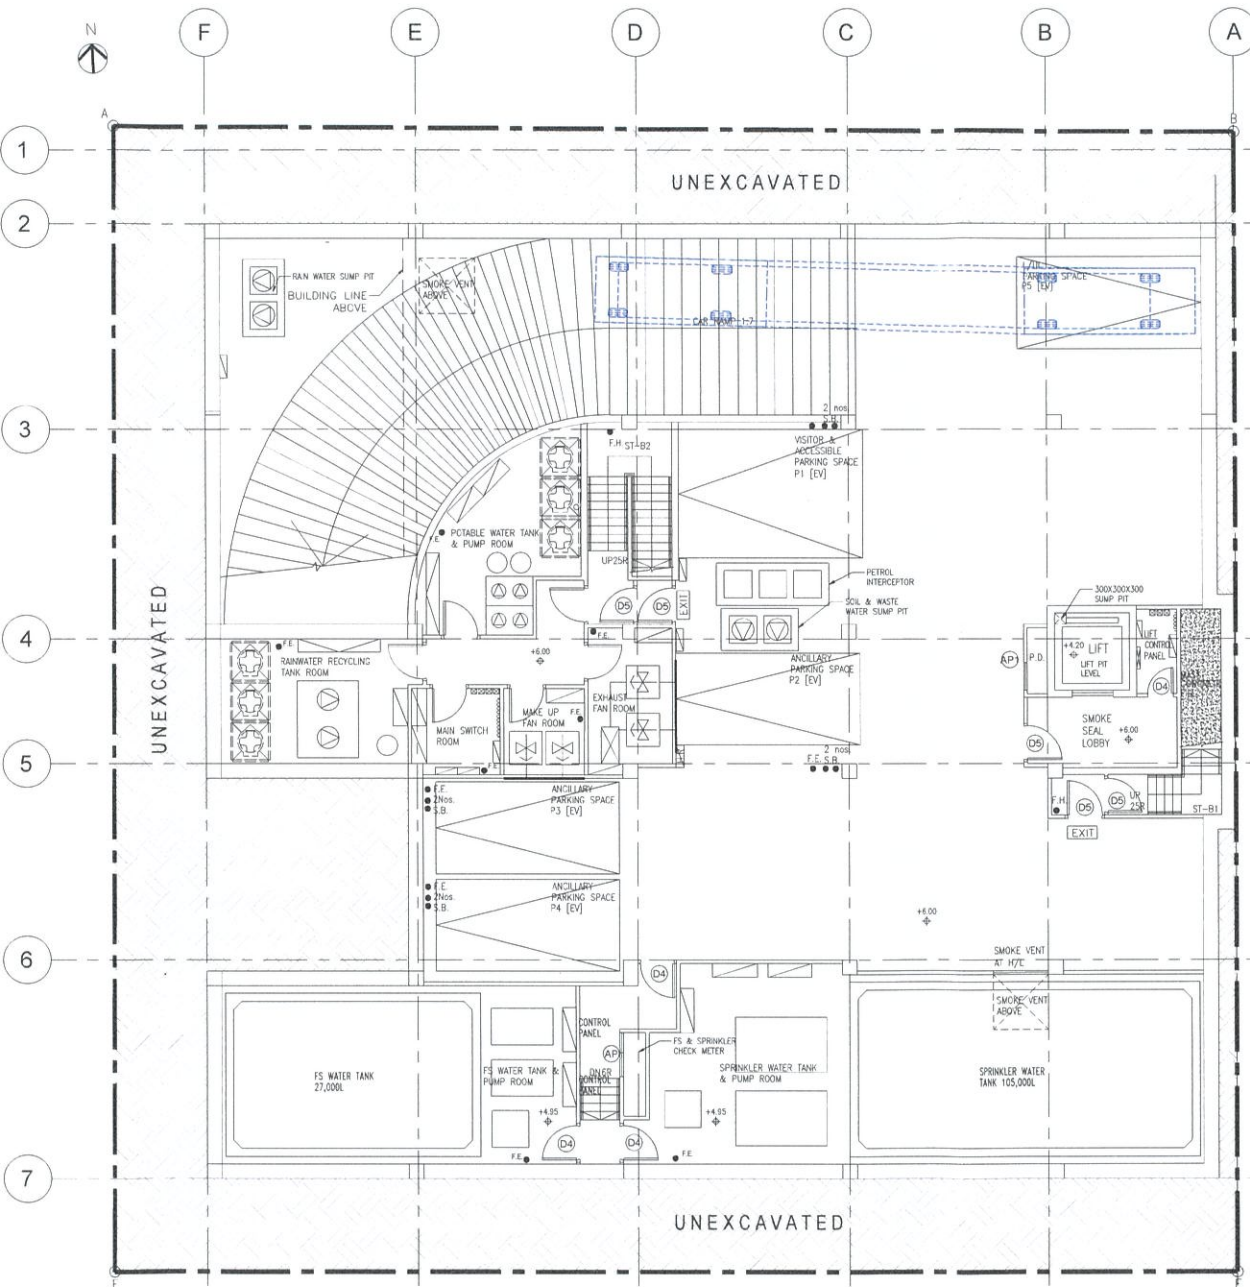 N
F
E
D
C
B
A
A
B
1
UNEXCAVATED
2
RAIN WATER SUMP PIT
BUILDING LINE
ABOVE
SMOKE VENT
ABOVE
CAR RAMP 1:7
PARKING SPACE
P5 [EV]
3
2 nos.
S.B.
F.H.
ST-B2
VISITOR &
ACCESSIBLE
PARKING SPACE
P1 [EV]
F.E.
POTABLE WATER TANK
& PUMP ROOM
UP25R
PETROL
INTERCEPTOR
SOIL & WASTE
WATER SUMP PIT
D5
D5
EXIT
300X300X300
SUMP PIT
UNEXCAVATED
4
F.E.
RAINWATER RECYCLING
TANK ROOM
+6.00
F.E.
ANCILLARY
PARKING SPACE
P2 [EV]
AP1
P.D.
+4.20
LIFT
LIFT PIT
LEVEL
LIFT
CONTROL
PANEL
D4
EXHAUST
FAN ROOM
MAKE UP
FAN ROOM
F.E.
MAIN SWITCH
ROOM
SMOKE
SEAL
LOBBY
+6.00
D5
5
F.E.
2 nos.
F.E. S.B.
F.E.
2Nos.
S.B.
ANCILLARY
PARKING SPACE
P3 [EV]
F.H.
D5
D5
UP
25R
ST-B1
EXIT
F.E.
2Nos.
S.B.
ANCILLARY
PARKING SPACE
P4 [EV]
+6.00
6
SMOKE VENT
AT H/L
D4
SMOKE VENT
ABOVE
CONTROL
PANEL
FS & SPRINKLER
CHECK METER
AP
FS WATER TANK
27,000L
FS WATER TANK &
PUMP ROOM
DN6R
CONTROL
PANEL
SPRINKLER WATER TANK
& PUMP ROOM
SPRINKLER WATER
TANK 105,000L
+4.95
+4.95
D4
D4
F.E.
F.E.
7
UNEXCAVATED